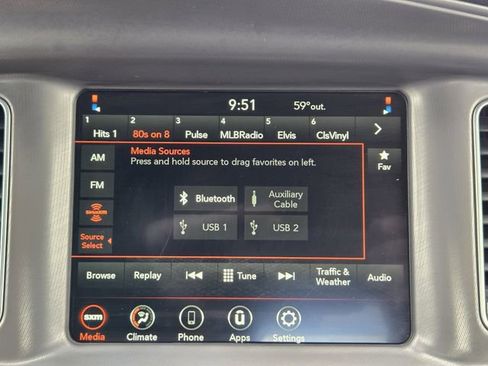 9:51 59°out.
1 2 3 4 5 6
Hits 1 80s on 8 Pulse MLBRadio Elvis ClsVinyl
Media Sources
Press and hold source to drag favorites on left.
AM
FM
SiriusXM
Source
Select
Bluetooth
Auxiliary
Cable
USB 1 USB 2
Fav
Browse Replay Tune Traffic &
Weather Audio
sxm
Media Climate Phone Apps Settings